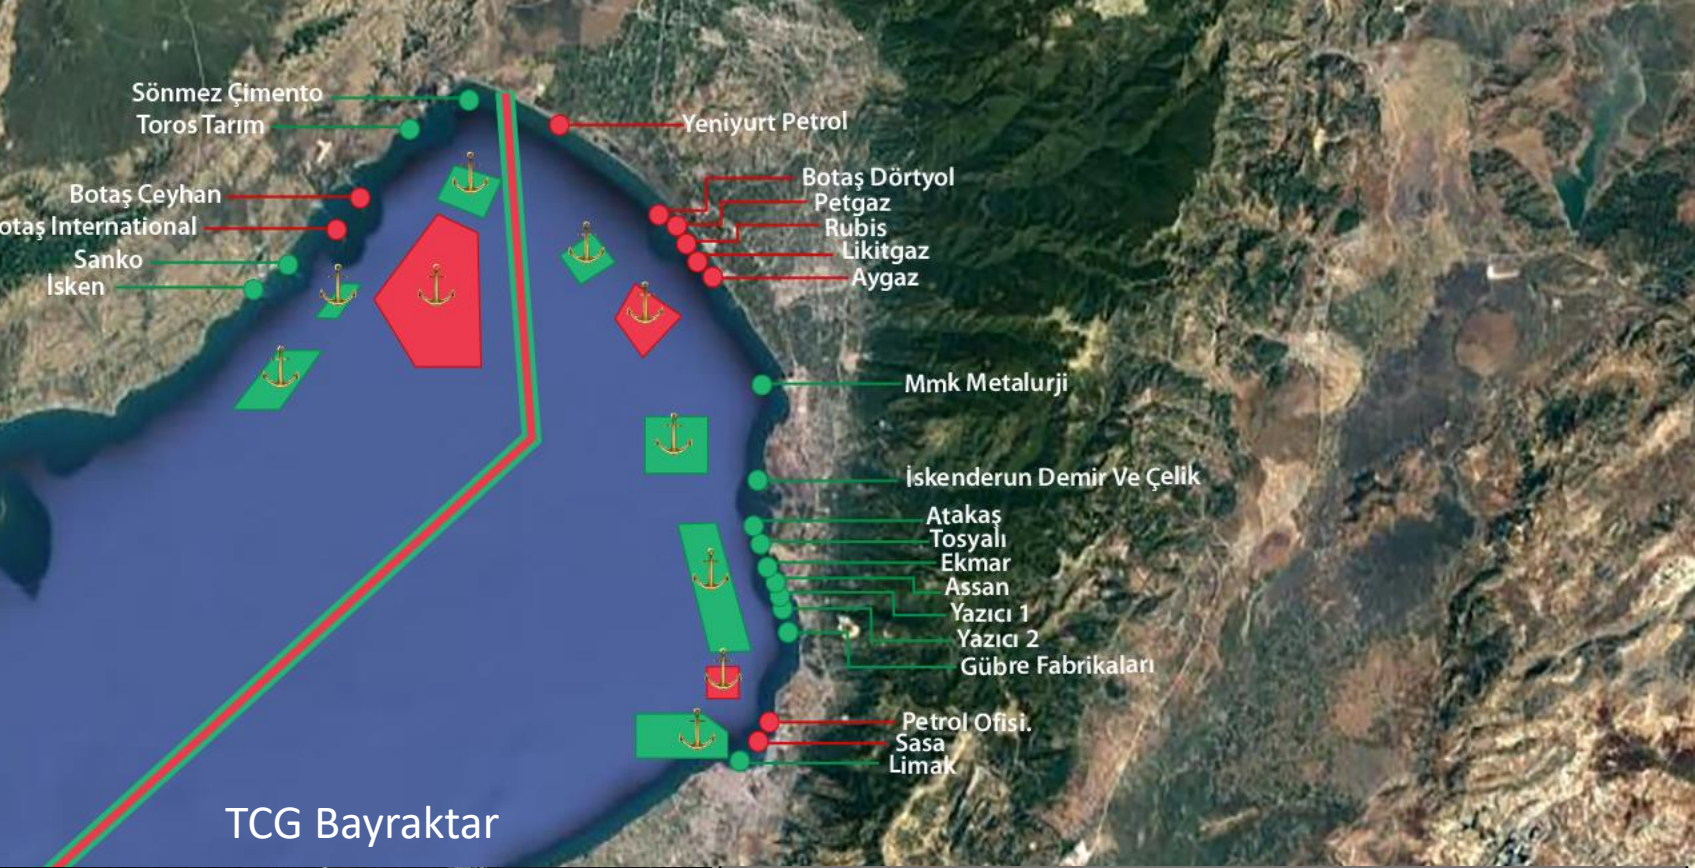 Sönmez Çimento
Toros Tarım
Botaş Ceyhan
otaş International
Sanko
İsken
Yeniyurt Petrol
Botaş Dörtyol
Petgaz
Rubis
Likitgaz
Aygaz
Mmk Metalurji
İskenderun Demir Ve Çelik
Atakaş
Tosyalı
Ekmar
Assan
Yazıcı 1
Yazıcı 2
Gübre Fabrikaları
Petrol Ofisi.
Sasa
Limak
TCG Bayraktar